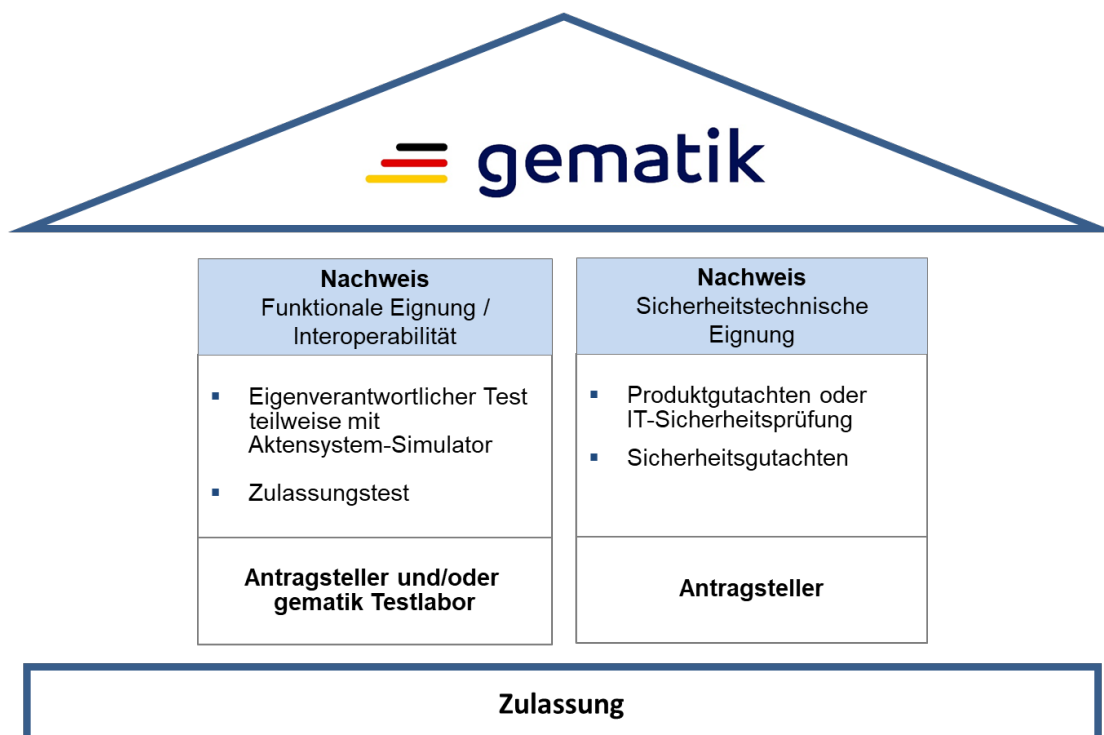 gematik
Nachweis
Funktionale Eignung /
Interoperabilität
▪ Eigenverantwortlicher Test
teilweise mit
Aktensystem-Simulator
▪ Zulassungstest
Antragsteller und/oder
gematik Testlabor
Nachweis
Sicherheitstechnische
Eignung
▪ Produktgutachten oder
IT-Sicherheitsprüfung
▪ Sicherheitsgutachten
Antragsteller
Zulassung